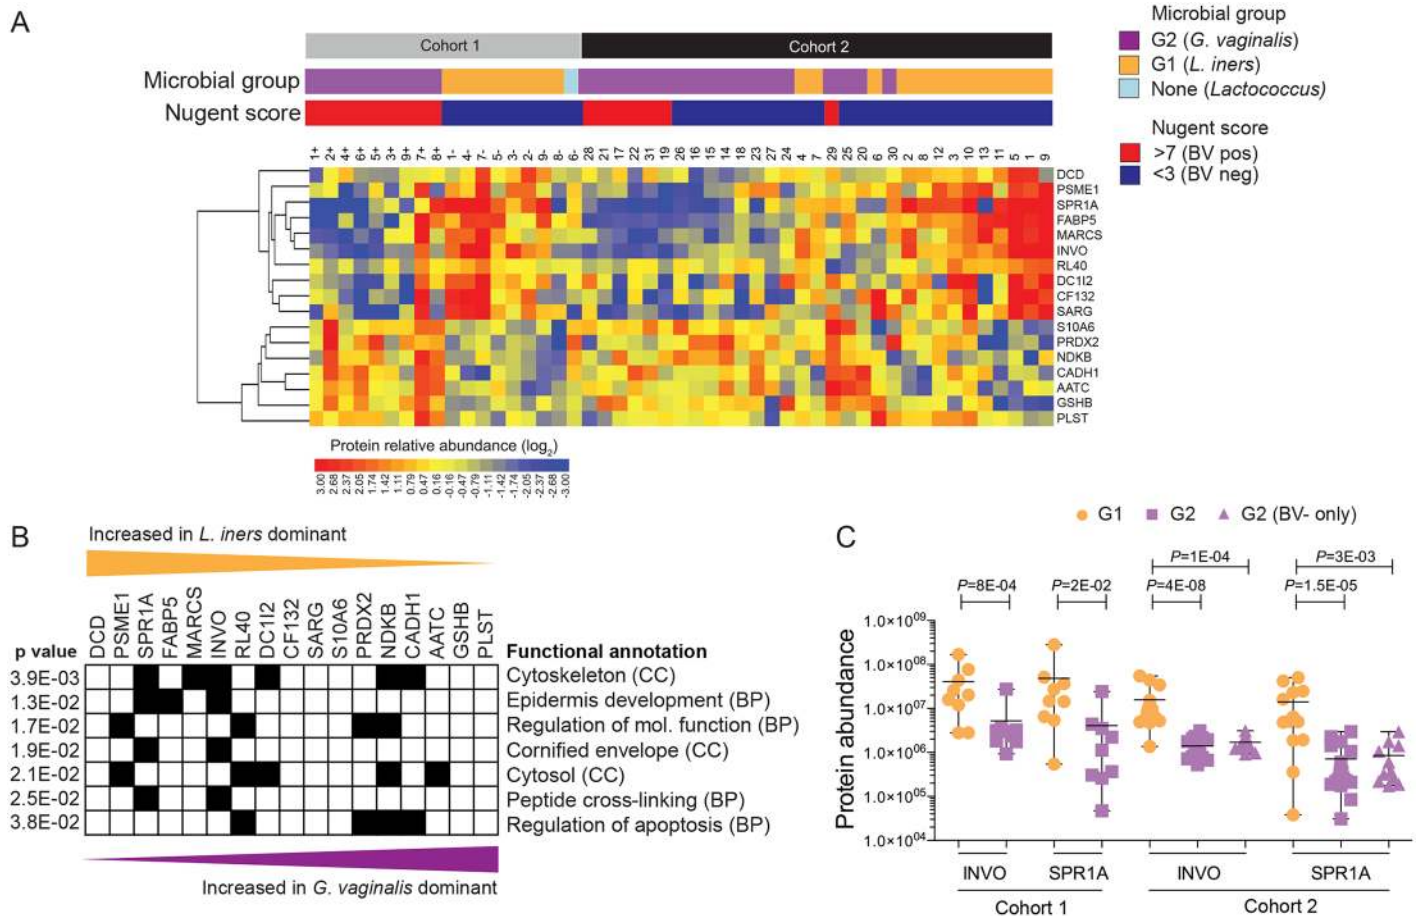 A
Cohort 1
Cohort 2
Microbial group
Nugent score
Microbial group
G2 (G. vaginalis)
G1 (L. iners)
None (Lactococcus)
Nugent score
>7 (BV pos)
<3 (BV neg)
1+ 2+ 4+ 6+ 5+ 3+ 9+ 7+ 8+ 1- 4- 7- 5- 3- 2- 9- 8- 6- 28 21 17 22 31 19 26 16 15 14 18 23 27 24 4 7 29 25 20 6 30 2 8 12 3 10 13 11 5 1 9
DCD
PSME1
SPR1A
FABP5
MARCS
INVO
RL40
DC1I2
CF132
SARG
S10A6
PRDX2
NDKB
CADH1
AATC
GSHB
PLST
Protein relative abundance (log2)
3.00 2.68 2.37 2.05 1.74 1.42 1.11 0.79 0.47 0.16 -0.16 -0.47 -0.79 -1.11 -1.42 -1.74 -2.05 -2.37 -2.68 -3.00
B
Increased in L. iners dominant
DCD PSME1 SPR1A FABP5 MARCS INVO RL40 DC1I2 CF132 SARG S10A6 PRDX2 NDKB CADH1 AATC GSHB PLST
p value
Functional annotation
3.9E-03 Cytoskeleton (CC)
1.3E-02 Epidermis development (BP)
1.7E-02 Regulation of mol. function (BP)
1.9E-02 Cornified envelope (CC)
2.1E-02 Cytosol (CC)
2.5E-02 Peptide cross-linking (BP)
3.8E-02 Regulation of apoptosis (BP)
Increased in G. vaginalis dominant
C
G1 G2 G2 (BV- only)
P=1E-04 P=3E-03
P=8E-04 P=2E-02 P=4E-08 P=1.5E-05
Protein abundance
1.0×10^09
1.0×10^08
1.0×10^07
1.0×10^06
1.0×10^05
1.0×10^04
INVO SPR1A INVO SPR1A
Cohort 1 Cohort 2